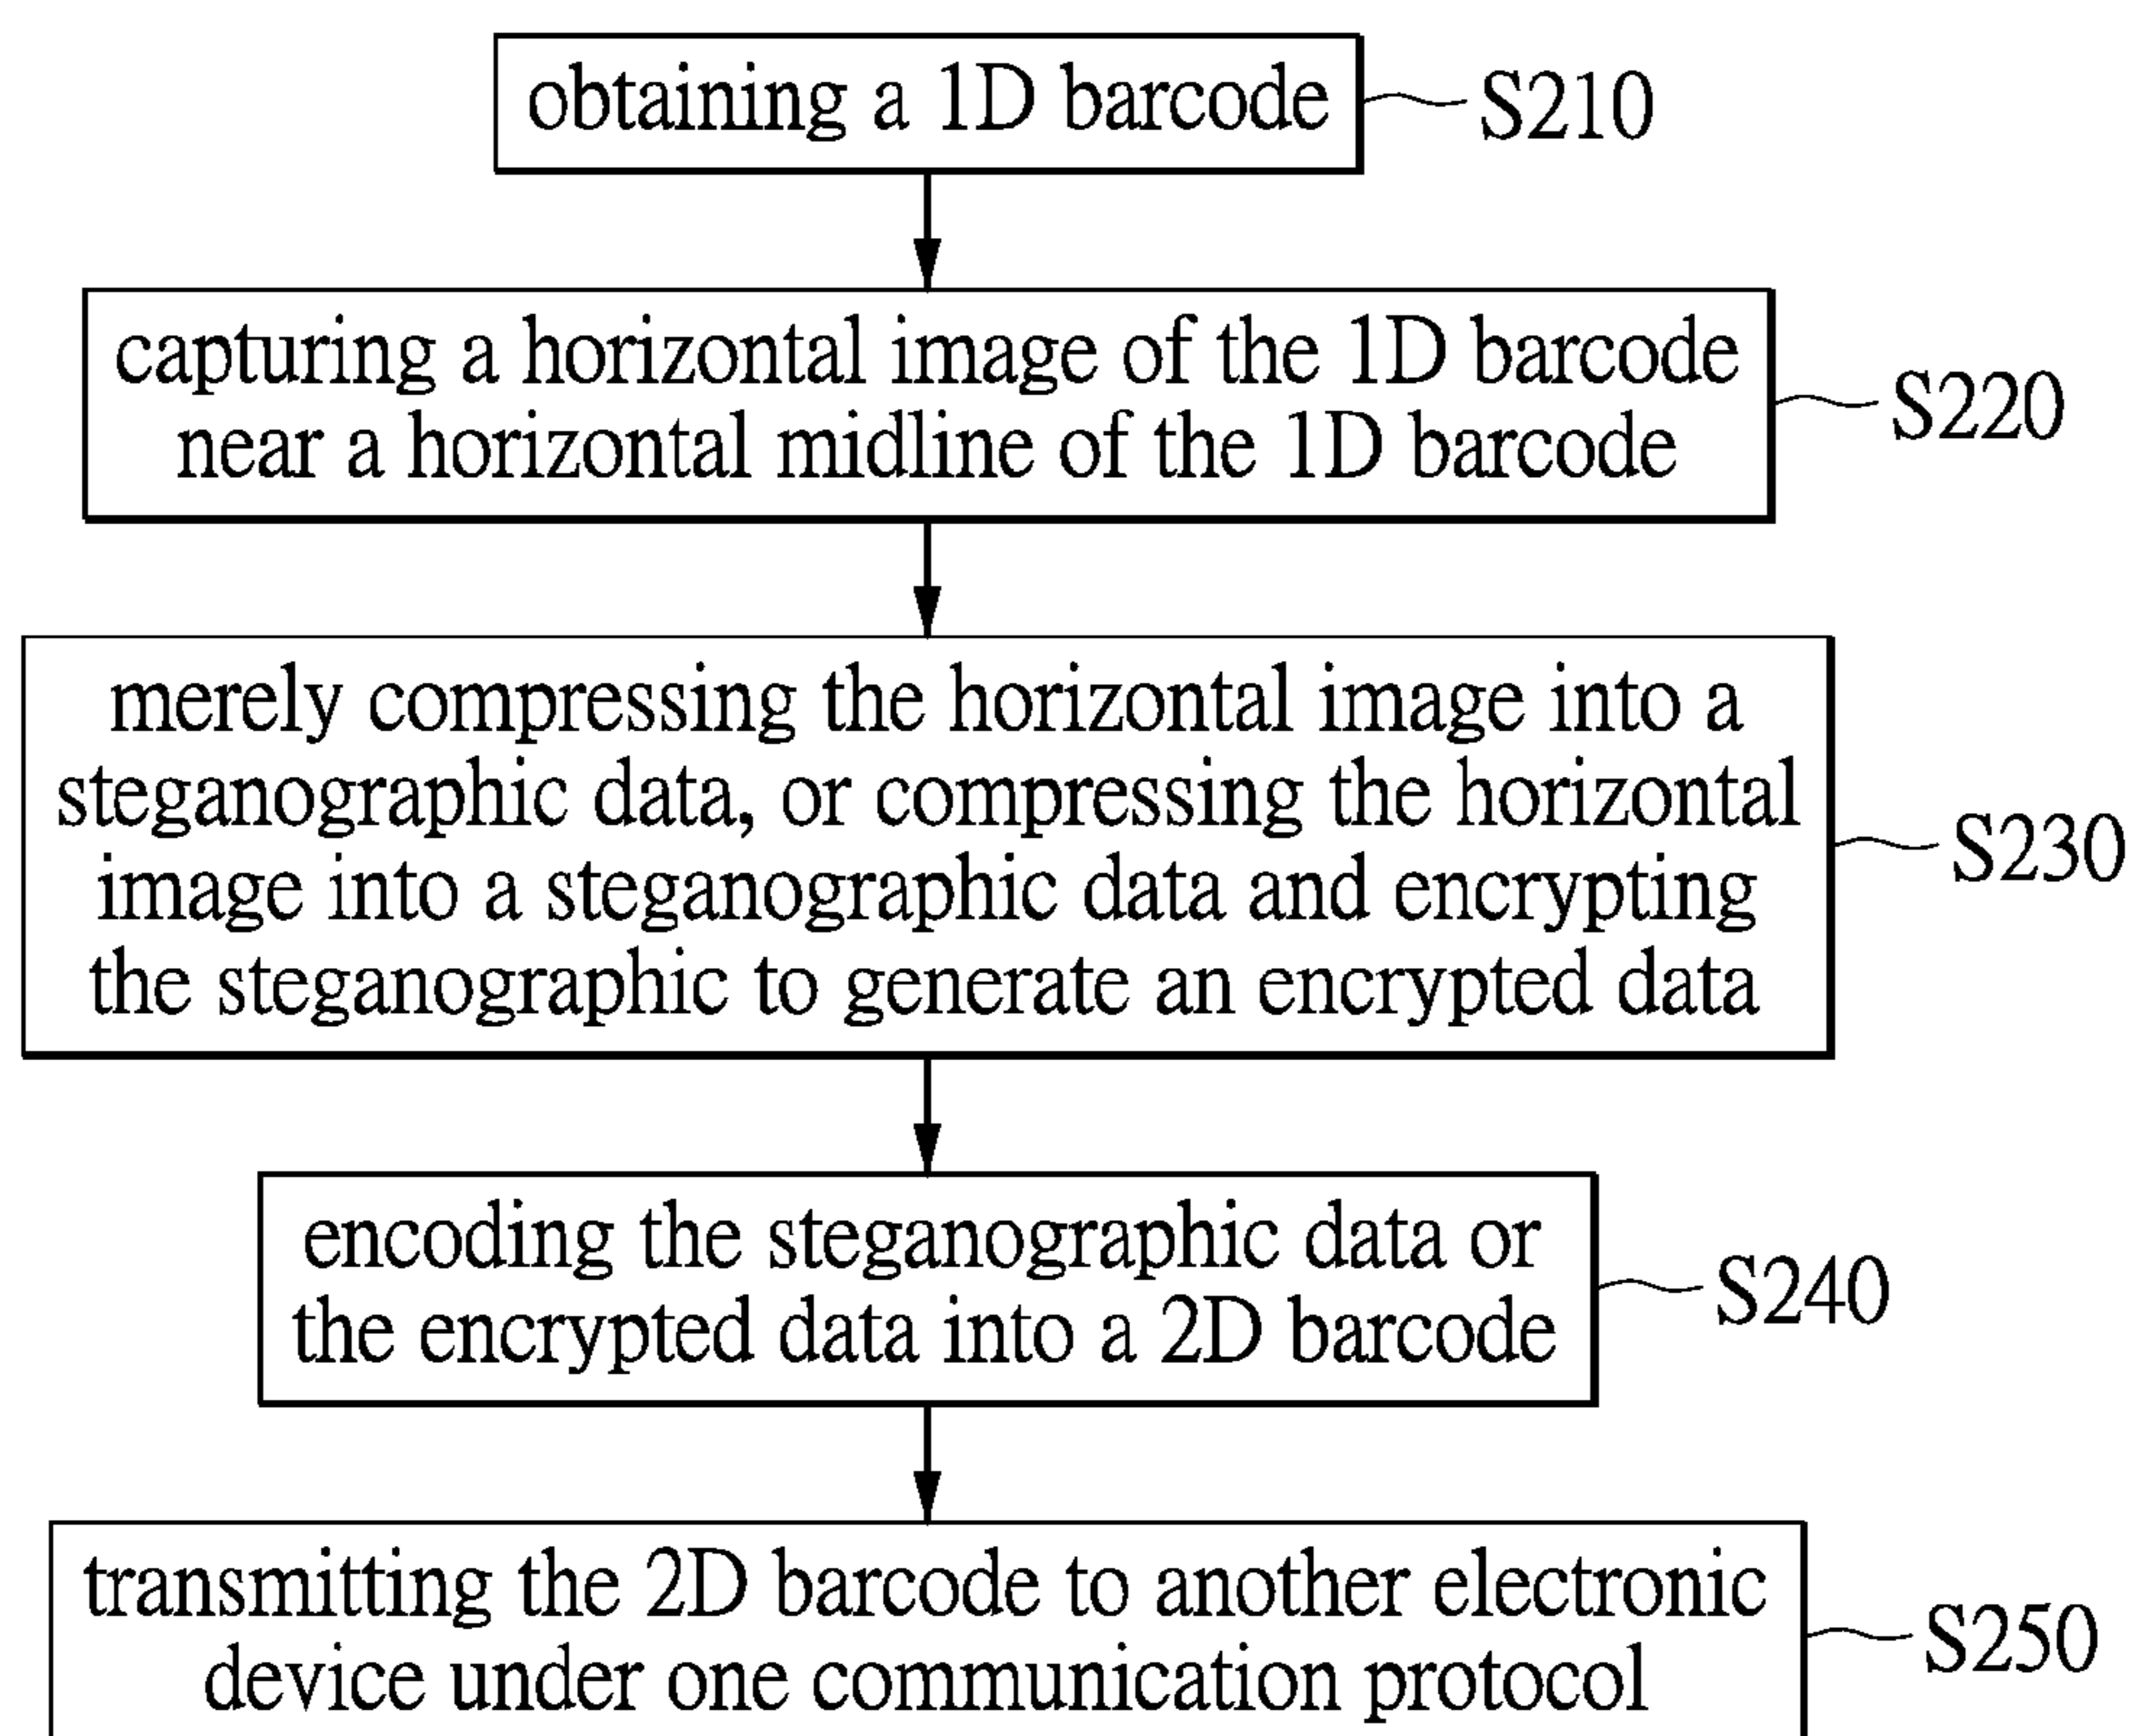 obtaining a 1D barcode
S210
capturing a horizontal image of the 1D barcode
near a horizontal midline of the 1D barcode
S220
merely compressing the horizontal image into a
steganographic data, or compressing the horizontal
image into a steganographic data and encrypting
the steganographic to generate an encrypted data
S230
encoding the steganographic data or
the encrypted data into a 2D barcode
S240
transmitting the 2D barcode to another electronic
device under one communication protocol
S250